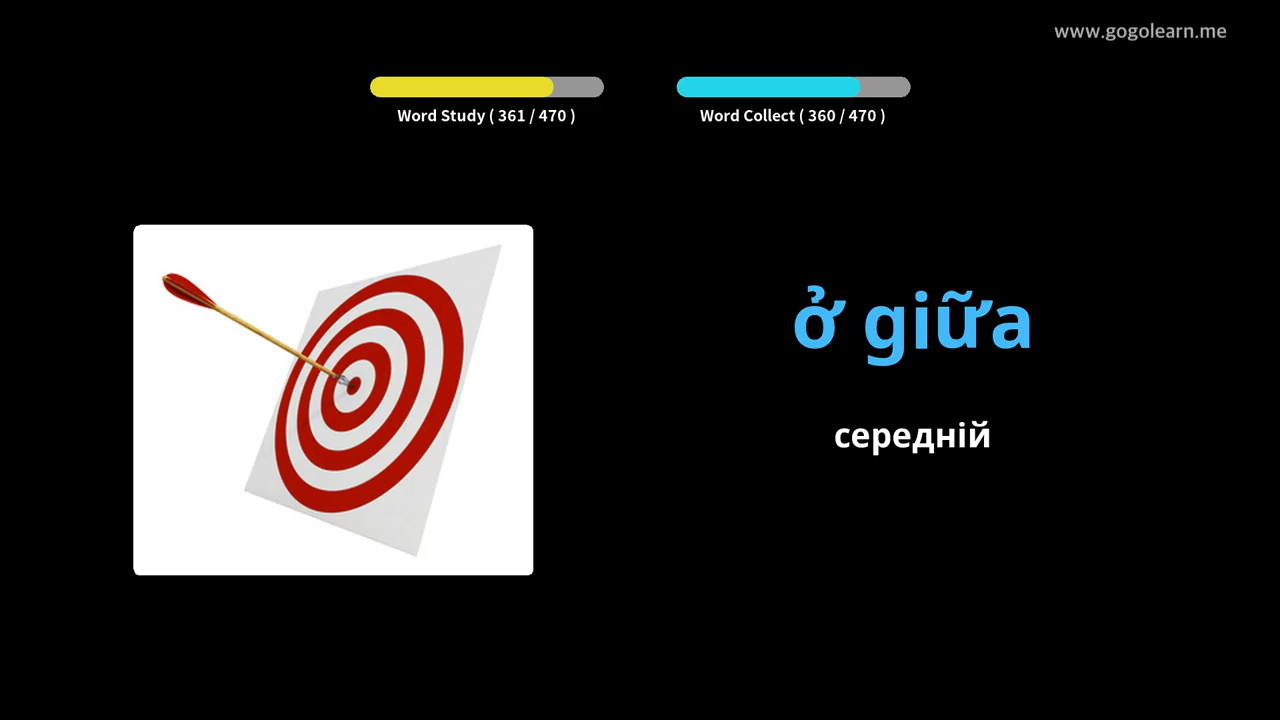 www.gogolearn.me
Word Study ( 361 / 470 )
Word Collect ( 360 / 470 )
ở giữa
середній